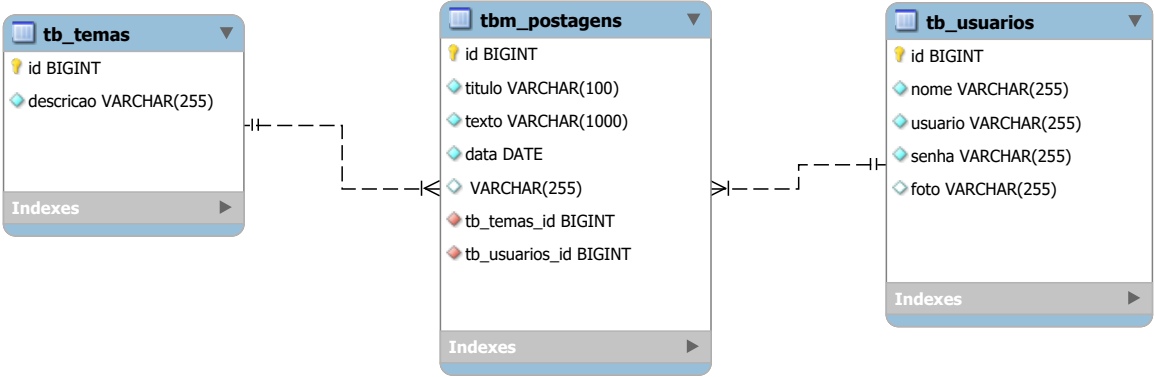 tb_temas
id BIGINT
descricao VARCHAR(255)
Indexes
tbm_postagens
id BIGINT
titulo VARCHAR(100)
texto VARCHAR(1000)
data DATE
VARCHAR(255)
tb_temas_id BIGINT
tb_usuarios_id BIGINT
Indexes
tb_usuarios
id BIGINT
nome VARCHAR(255)
usuario VARCHAR(255)
senha VARCHAR(255)
foto VARCHAR(255)
Indexes